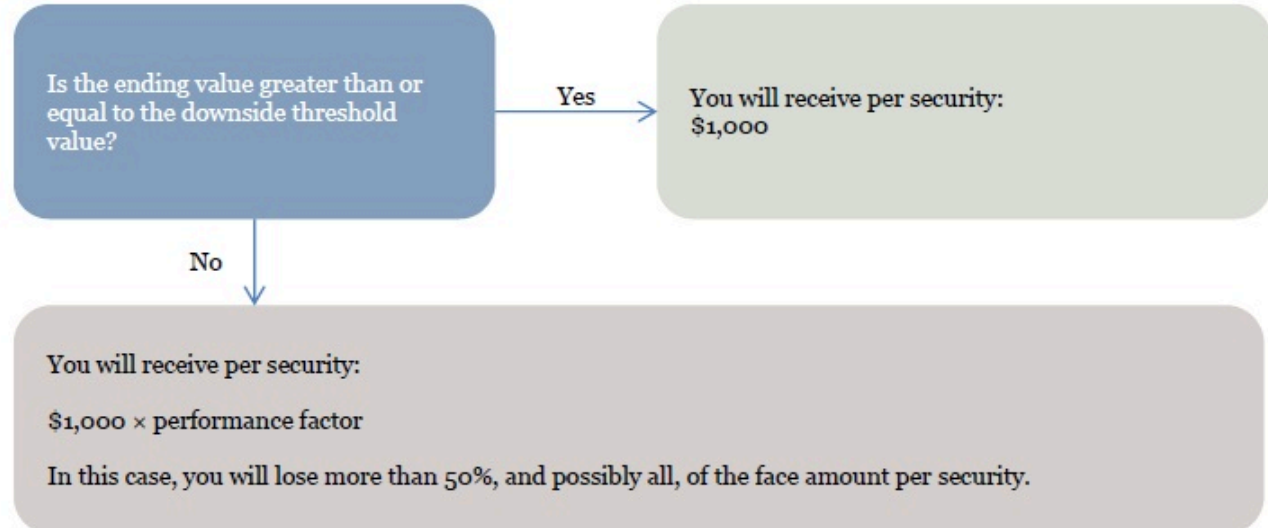 Is the ending value greater than or
equal to the downside threshold
value?
Yes
You will receive per security:
$1,000
No
You will receive per security:
$1,000 × performance factor
In this case, you will lose more than 50%, and possibly all, of the face amount per security.